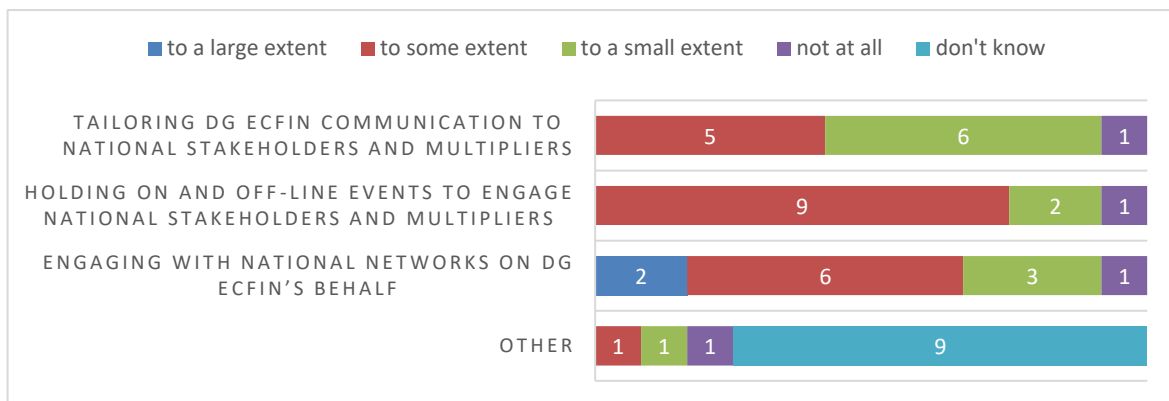 to a large extent to some extent to a small extent not at all don't know
TAILORING DG ECFIN COMMUNICATION TO
NATIONAL STAKEHOLDERS AND MULTIPLIERS
5 6 1
HOLDING ON AND OFF-LINE EVENTS TO ENGAGE
NATIONAL STAKEHOLDERS AND MULTIPLIERS
9 2 1
ENGAGING WITH NATIONAL NETWORKS ON DG
ECFIN’S BEHALF
2 6 3 1
OTHER
1 1 1 9